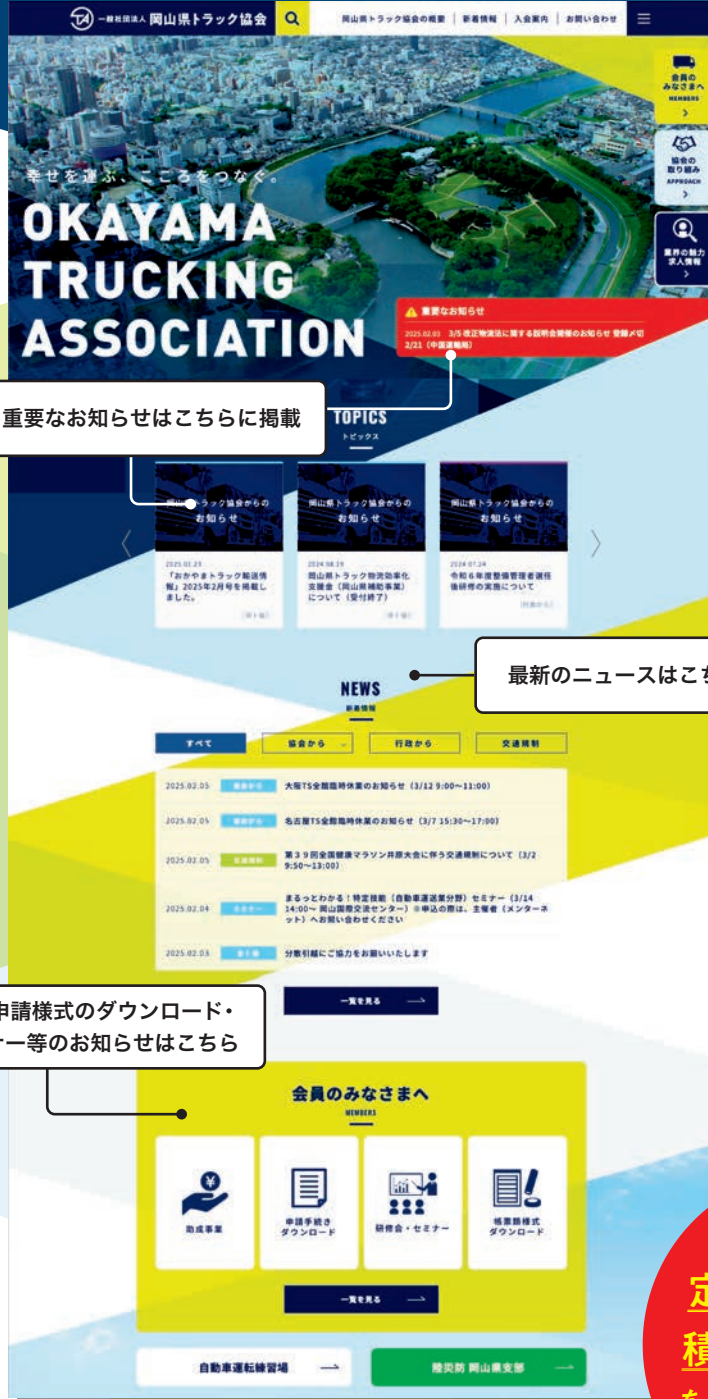 一般社団法人 岡山県トラック協会
岡山県トラック協会の概要 | 新着情報 | 入会案内 | お問い合わせ
会員の
みなさまへ
MEMBERS
協会の
取り組み
APPROACH
業界の魅力
求人情報
幸せを運ぶ、こころをつなぐ。
OKAYAMA
TRUCKING
ASSOCIATION
重要なお知らせ
2025.02.03 3/5 改正物流法に関する説明会開催のお知らせ 登録〆切
2/21（中国運輸局）
重要なお知らせはこちらに掲載
TOPICS
トピックス
岡山県トラック協会からの
お知らせ
2025.01.23
「おかやまトラック輸送情
報」2025年2月号を掲載し
ました。
岡山県トラック協会からの
お知らせ
2024.08.19
岡山県トラック物流効率化
支援金（岡山県補助事業）
について（受付終了）
岡山県トラック協会からの
お知らせ
2024.07.24
令和6年度整備管理者選任
後研修の実施について
最新のニュースはこち
NEWS
新着情報
すべて
協会から
行政から
交通規制
2025.02.05 大阪TS全館臨時休業のお知らせ（3/12 9:00～11:00）
2025.02.05 名古屋TS全館臨時休業のお知らせ（3/7 15:30～17:00）
2025.02.05 交通規制 第39回全国健康マラソン井原大会に伴う交通規制について（3/2
9:50～13:00）
2025.02.04 セミナー まるっとわかる！特定技能（自動車運送業分野）セミナー（3/14
14:00～ 岡山国際交流センター）※申込の際は、主催者（メンターネ
ット）へお問い合わせください
2025.02.03 分散引越にご協力をお願いいたします
一覧を見る
申請様式のダウンロード・
ナー等のお知らせはこちら
会員のみなさまへ
MEMBERS
助成事業
申請手続き
ダウンロード
研修会・セミナー
帳票類様式
ダウンロード
一覧を見る
自動車運転練習場
陸災防 岡山県支部
定
積
を